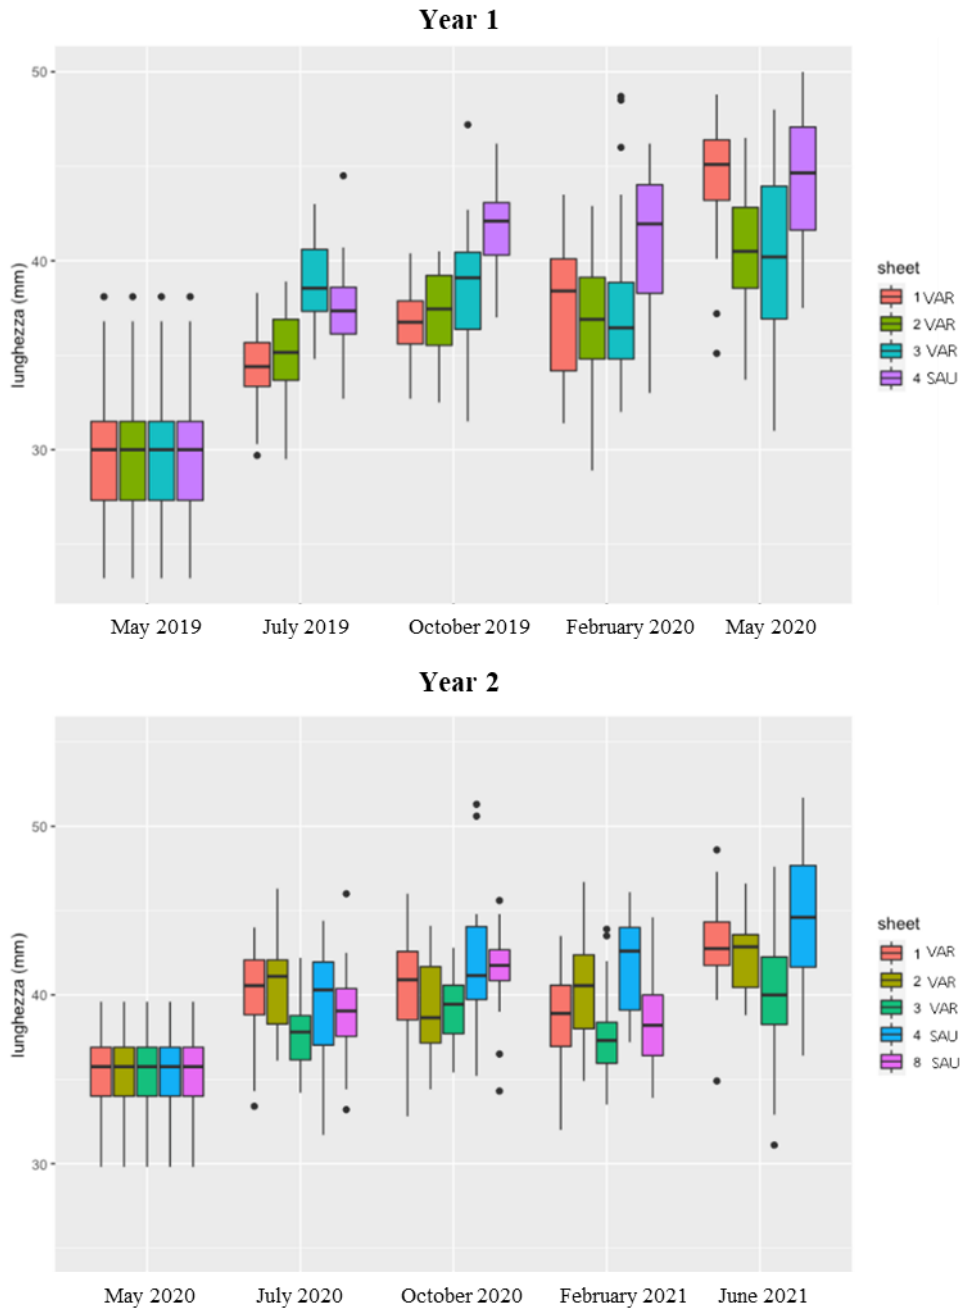 Year 1
50
40
30
lunghezza (mm)
May 2019 July 2019 October 2019 February 2020 May 2020
sheet
1 VAR
2 VAR
3 VAR
4 SAU
Year 2
50
40
30
lunghezza (mm)
May 2020 July 2020 October 2020 February 2021 June 2021
sheet
1 VAR
2 VAR
3 VAR
4 SAU
8 SAU